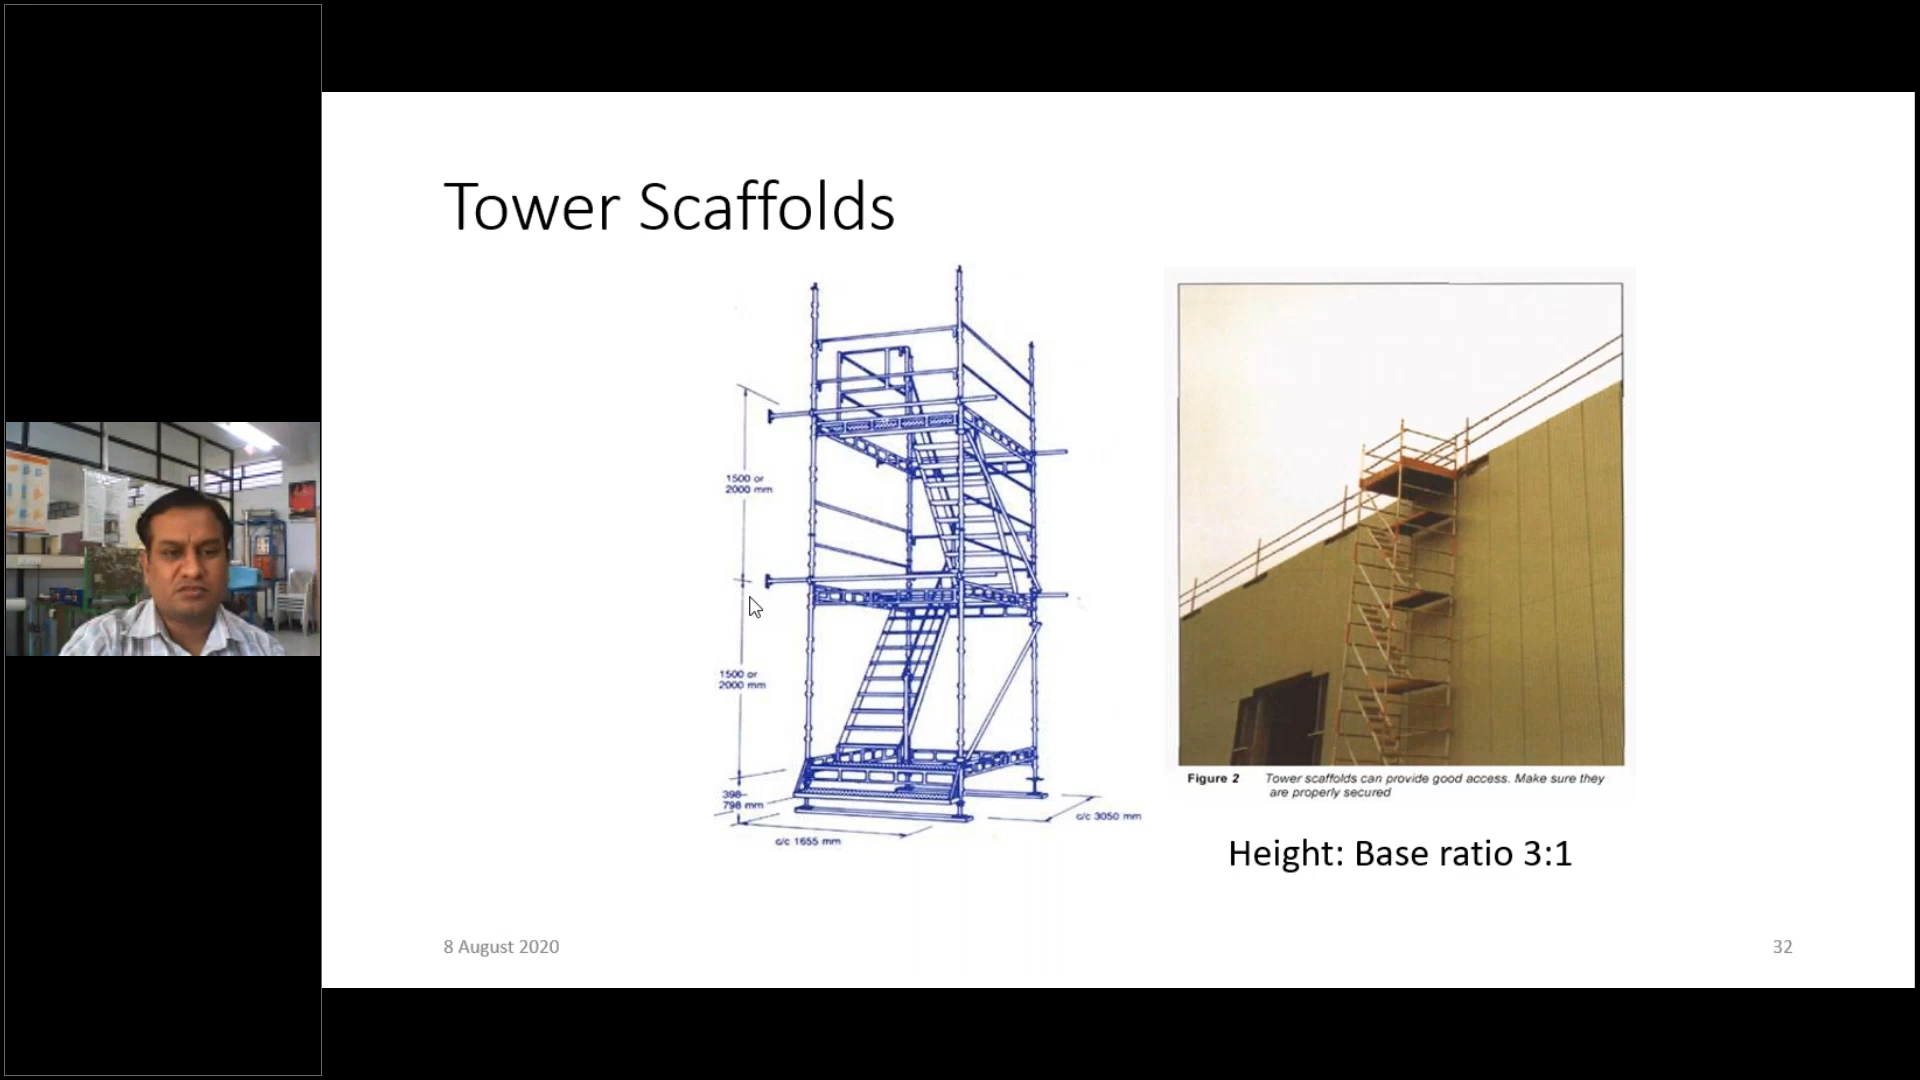 Tower Scaffolds
1500 or
2000 mm
1500 or
2000 mm
398-
798 mm
c/c 1655 mm
c/c 3050 mm
Figure 2 Tower scaffolds can provide good access. Make sure they
are properly secured
Height: Base ratio 3:1
8 August 2020
32